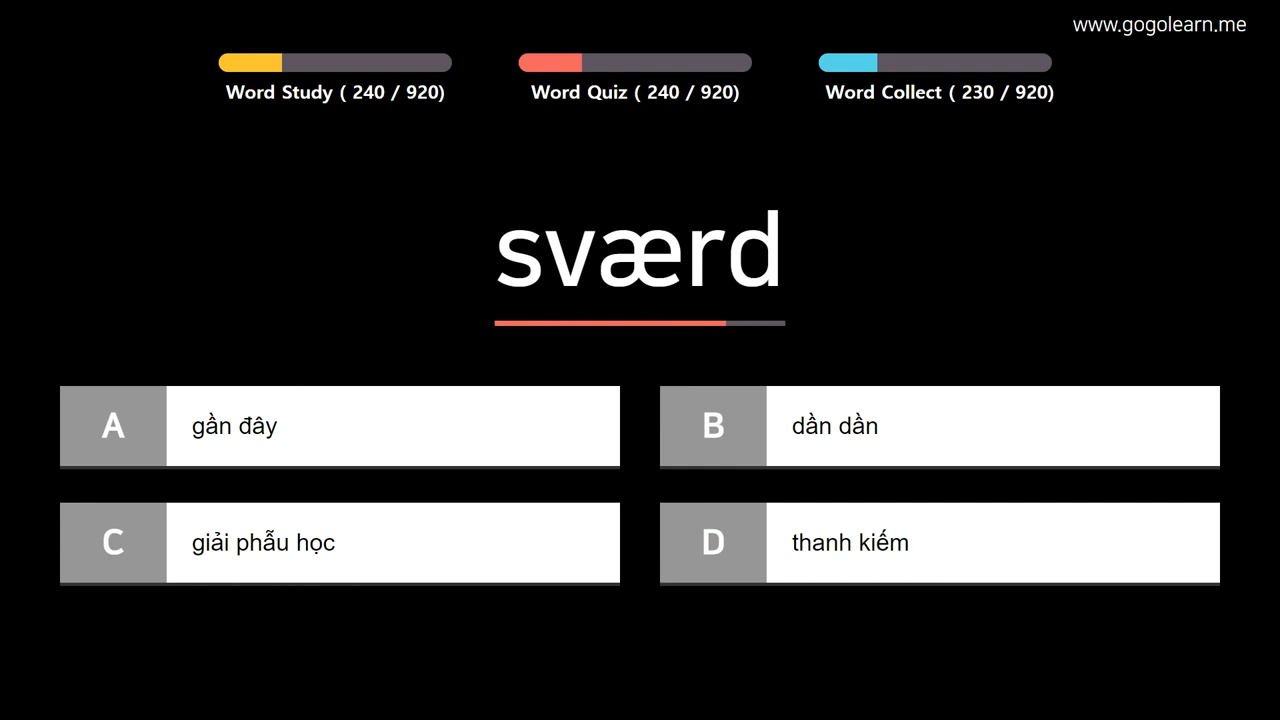 www.gogolearn.me
Word Study ( 240 / 920)
Word Quiz ( 240 / 920)
Word Collect ( 230 / 920)
sværd
A gần đây
B dần dần
C giải phẫu học
D thanh kiếm